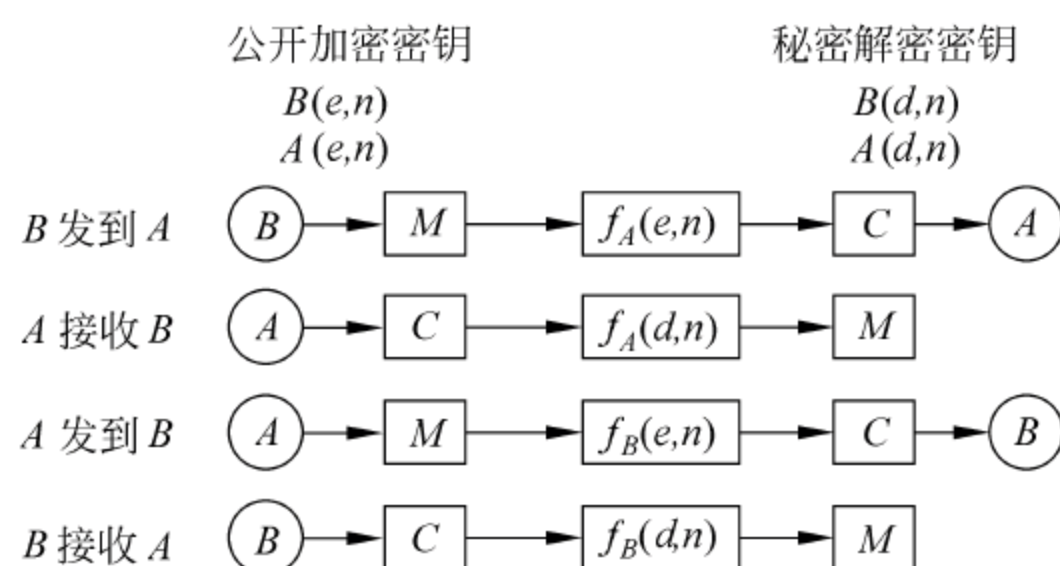 公开加密密钥 秘密解密密钥
B(e,n) B(d,n)
A(e,n) A(d,n)
B 发到 A B M f_A(e,n) C A
A 接收 B A C f_A(d,n) M
A 发到 B A M f_B(e,n) C B
B 接收 A B C f_B(d,n) M